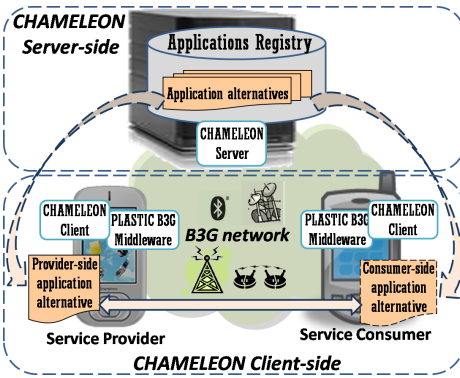 CHAMELEON
Server-side
Applications Registry
Application alternatives
CHAMELEON
Server
CHAMELEON
Client
PLASTIC B3G
Middleware
B3G network
PLASTIC B3G
Middleware
CHAMELEON
Client
Provider-side
application
alternative
Consumer-side
application
alternative
Service Provider
Service Consumer
CHAMELEON Client-side